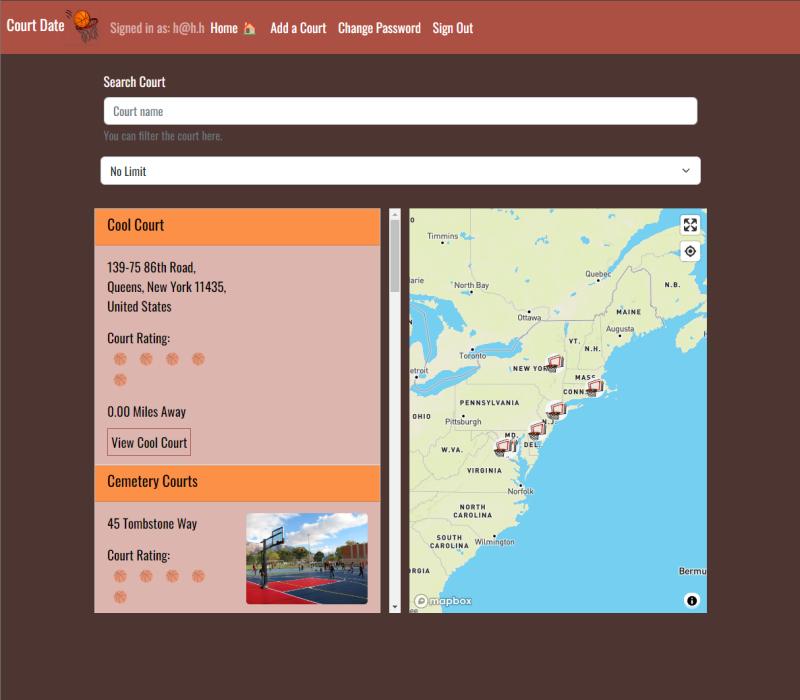 Court Date
Signed in as: h@h.h Home Add a Court Change Password Sign Out
Search Court
Court name
You can filter the court here.
No Limit
Cool Court
139-75 86th Road,
Queens, New York 11435,
United States
Court Rating:
0.00 Miles Away
View Cool Court
Cemetery Courts
45 Tombstone Way
Court Rating:
Timmins
North Bay
Quebec
N.B.
Ottawa
MAINE
Augusta
VT.
N.H.
Toronto
etroit
NEW YO
MASS
CONN
PENNSYLVANIA
OHIO
Pittsburgh
N.J.
MD.
DEL.
W.VA.
VIRGINIA
Norfolk
NORTH
CAROLINA
SOUTH
CAROLINA
Wilmington
RGIA
Bermu
mapbox